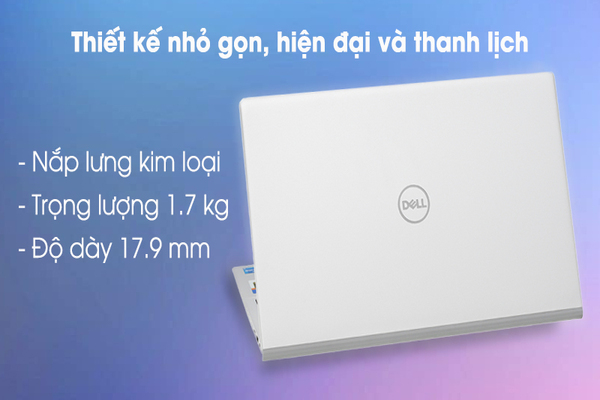 Thiết kế nhỏ gọn, hiện đại và thanh lịch
- Nắp lưng kim loại
- Trọng lượng 1.7 kg
- Độ dày 17.9 mm
DELL